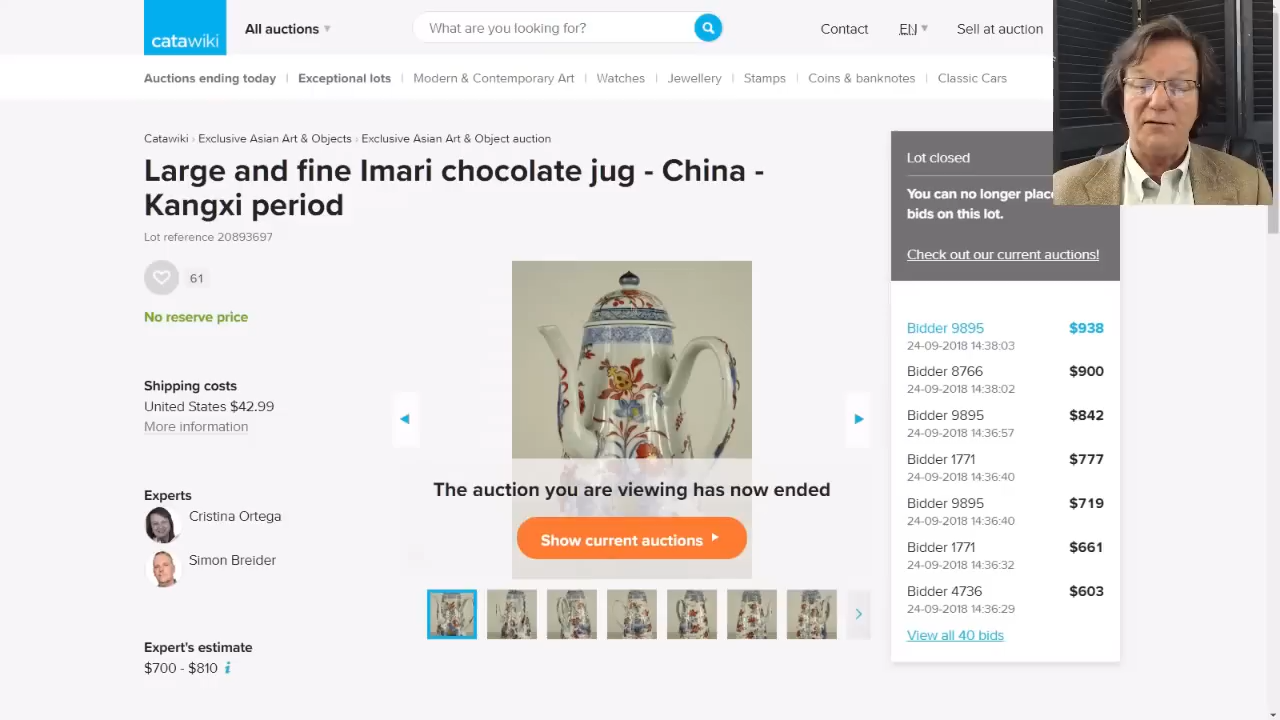 catawiki
All auctions
What are you looking for?
Contact
EN
Sell at auction
Auctions ending today
Exceptional lots
Modern & Contemporary Art
Watches
Jewellery
Stamps
Coins & banknotes
Classic Cars
Catawiki › Exclusive Asian Art & Objects › Exclusive Asian Art & Object auction
Large and fine Imari chocolate jug - China -
Kangxi period
Lot reference 20893697
61
No reserve price
Shipping costs
United States $42.99
More information
Experts
Cristina Ortega
Simon Breider
Expert's estimate
$700 - $810 i
The auction you are viewing has now ended
Show current auctions
Lot closed
You can no longer place
bids on this lot.
Check out our current auctions!
Bidder 9895 $938
24-09-2018 14:38:03
Bidder 8766 $900
24-09-2018 14:38:02
Bidder 9895 $842
24-09-2018 14:36:57
Bidder 1771 $777
24-09-2018 14:36:40
Bidder 9895 $719
24-09-2018 14:36:40
Bidder 1771 $661
24-09-2018 14:36:32
Bidder 4736 $603
24-09-2018 14:36:29
View all 40 bids